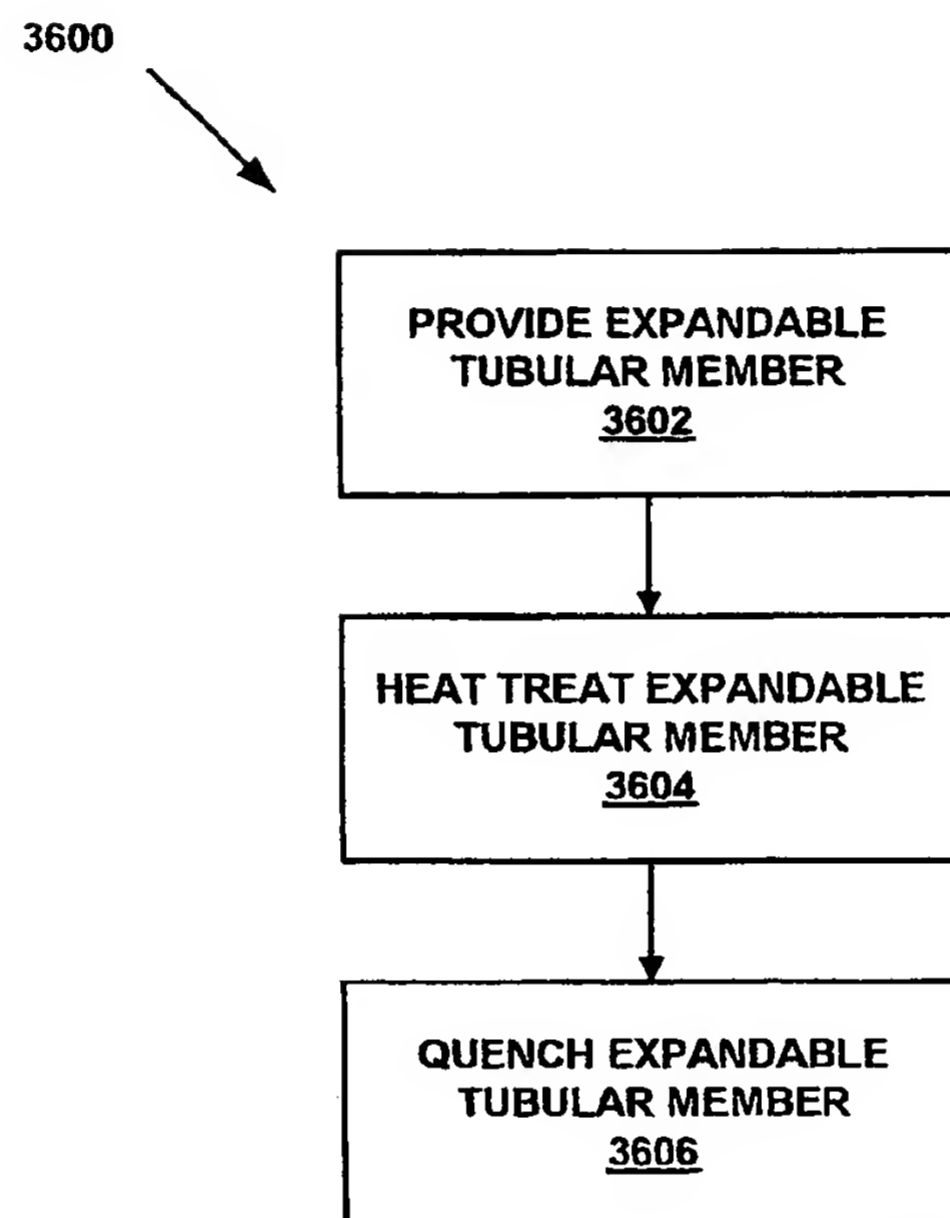 3600
PROVIDE EXPANDABLE
TUBULAR MEMBER
3602
HEAT TREAT EXPANDABLE
TUBULAR MEMBER
3604
QUENCH EXPANDABLE
TUBULAR MEMBER
3606